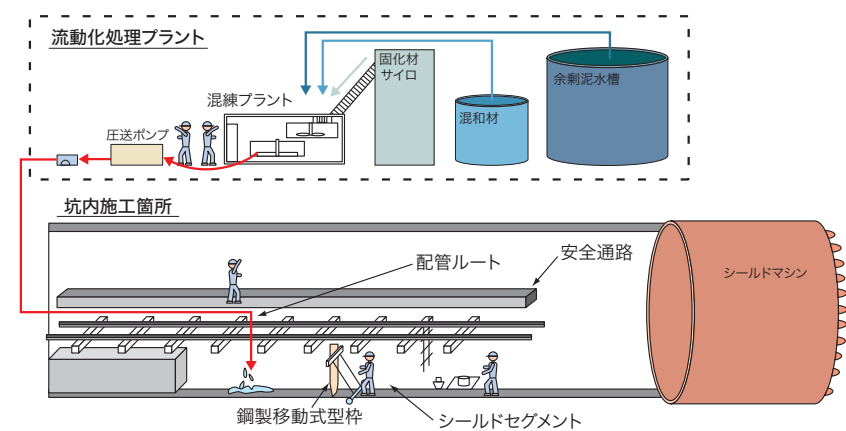 流動化処理プラント
固化材
サイロ
余剰泥水槽
混練プラント
混和材
圧送ポンプ
坑内施工箇所
配管ルート
安全通路
シールドマシン
鋼製移動式型枠
シールドセグメント